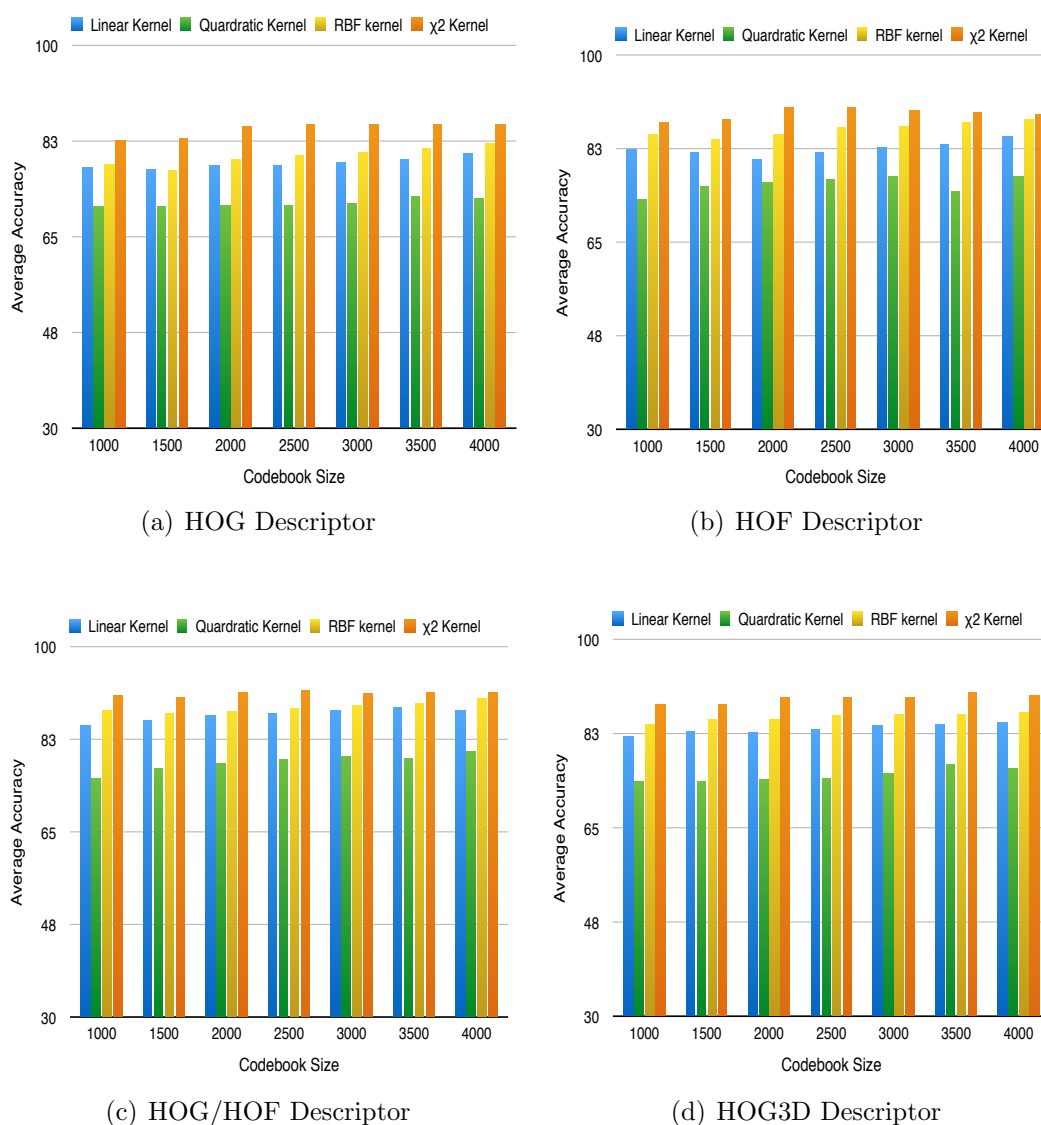 Linear Kernel Quardratic Kernel RBF kernel χ2 Kernel
100
83
65
48
30
Average Accuracy
1000 1500 2000 2500 3000 3500 4000
Codebook Size
(a) HOG Descriptor
Linear Kernel Quardratic Kernel RBF kernel χ2 Kernel
100
83
65
48
30
Average Accuracy
1000 1500 2000 2500 3000 3500 4000
Codebook Size
(b) HOF Descriptor
Linear Kernel Quardratic Kernel RBF kernel χ2 Kernel
100
83
65
48
30
Average Accuracy
1000 1500 2000 2500 3000 3500 4000
Codebook Size
(c) HOG/HOF Descriptor
Linear Kernel Quardratic Kernel RBF kernel χ2 Kernel
100
83
65
48
30
Average Accuracy
1000 1500 2000 2500 3000 3500 4000
Codebook Size
(d) HOG3D Descriptor